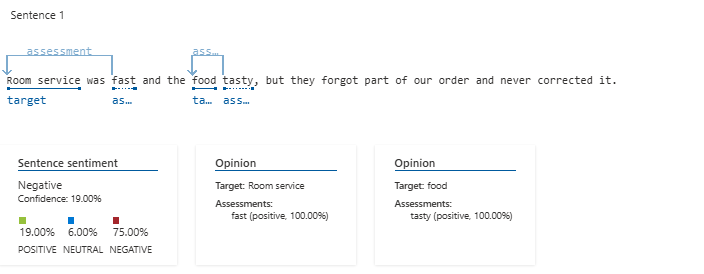 Sentence 1
assessment ass...
Room service was fast and the food tasty, but they forgot part of our order and never corrected it.
target as... ta... ass...
Sentence sentiment
Negative
Confidence: 19.00%
19.00% 6.00% 75.00%
POSITIVE NEUTRAL NEGATIVE
Opinion
Target: Room service
Assessments:
fast (positive, 100.00%)
Opinion
Target: food
Assessments:
tasty (positive, 100.00%)